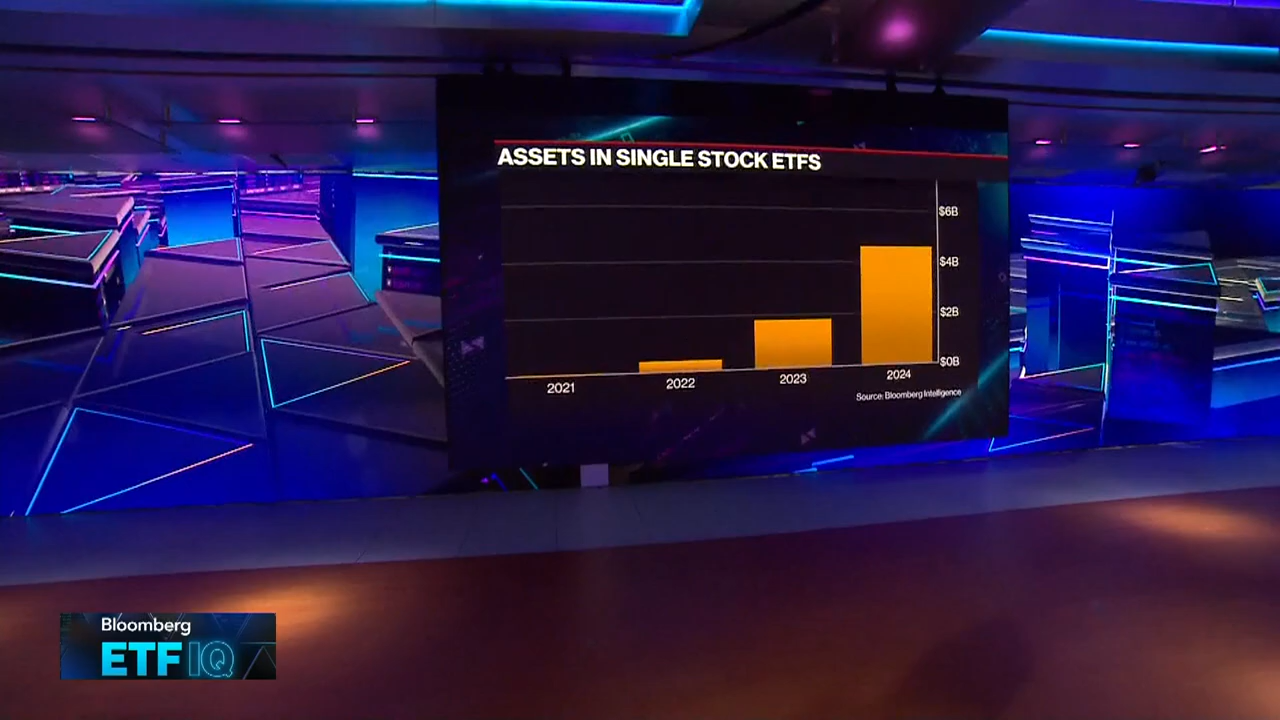 ASSETS IN SINGLE STOCK ETFS
$6B
$4B
$2B
$0B
2021
2022
2023
2024
Source: Bloomberg Intelligence
Bloomberg
ETF IQ